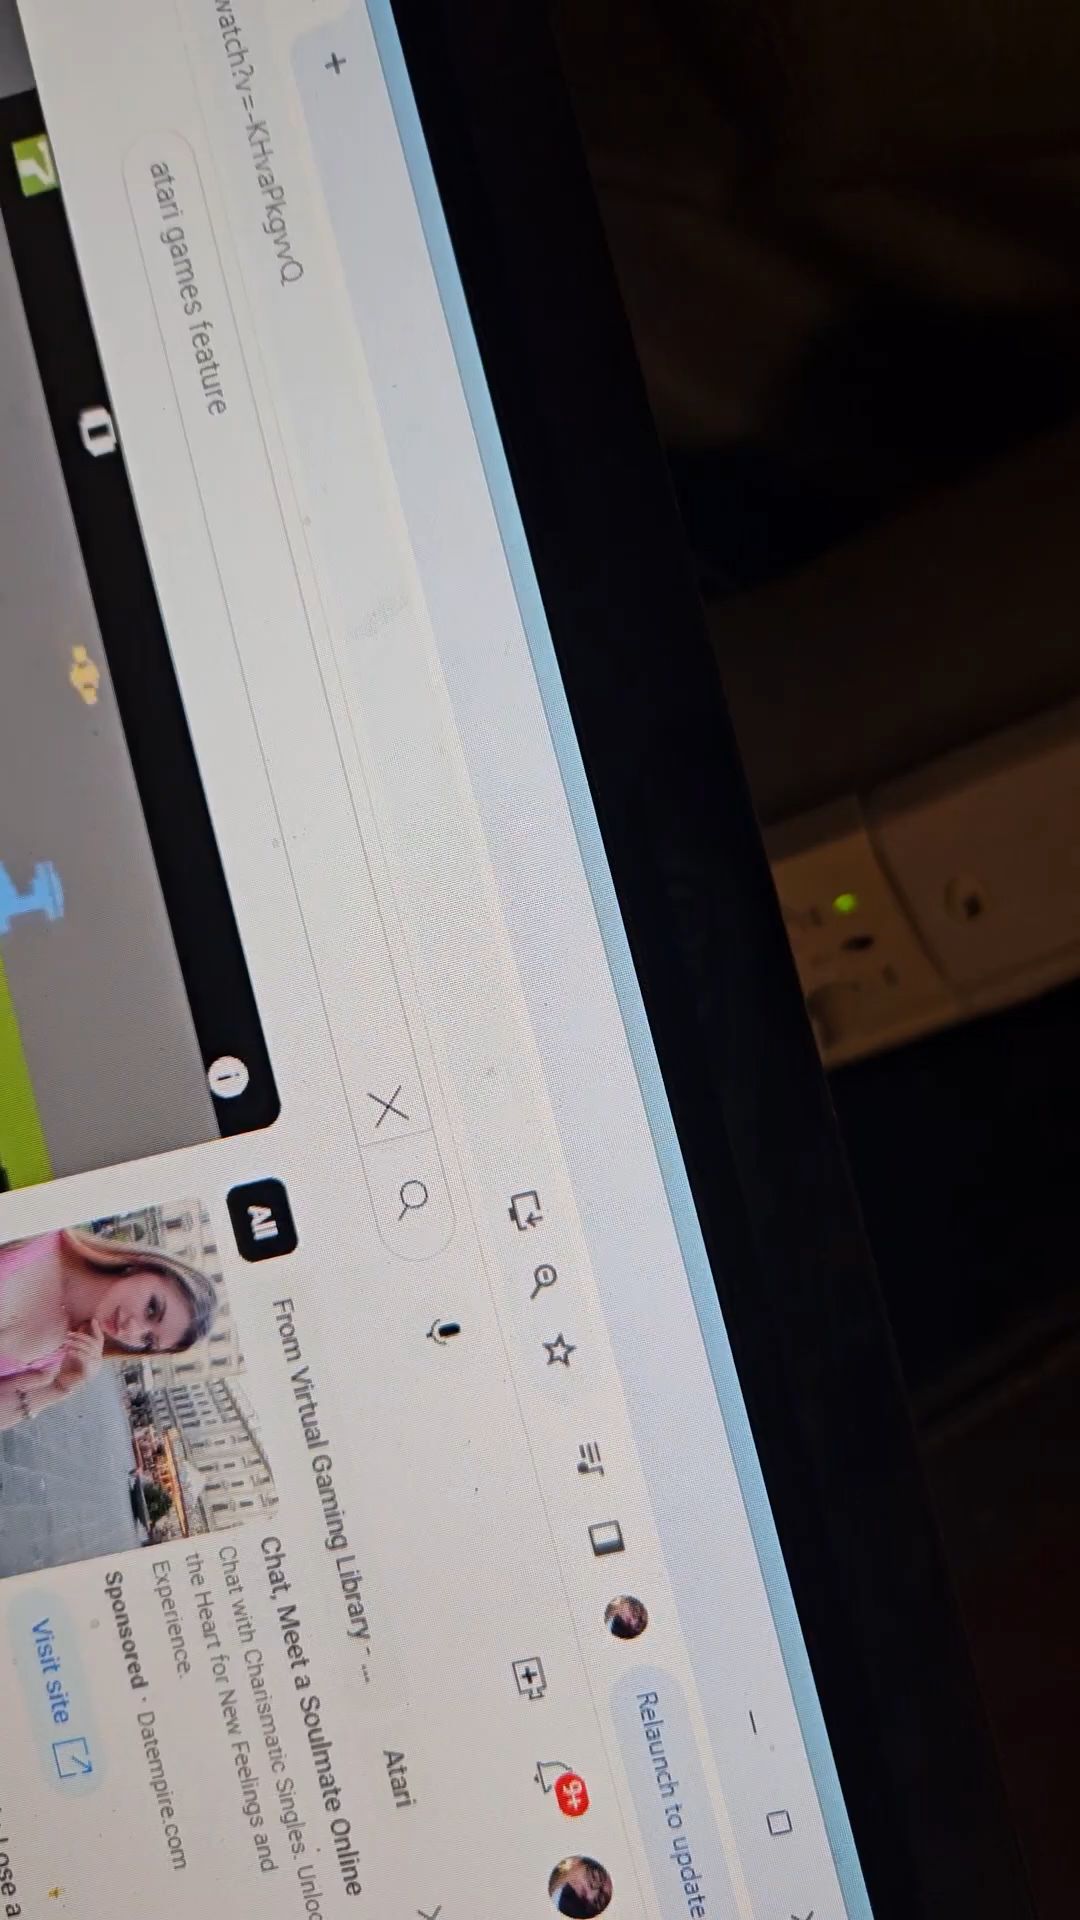 Relaunch to update
watch?v=-KHvaPkgvvQ
atari games feature
9+
All
From Virtual Gaming Library - ...
Atari
Chat, Meet a Soulmate Online
Chat with Charismatic Singles. Unloc
the Heart for New Feelings and
Experience.
Sponsored · Datempire.com
Visit site